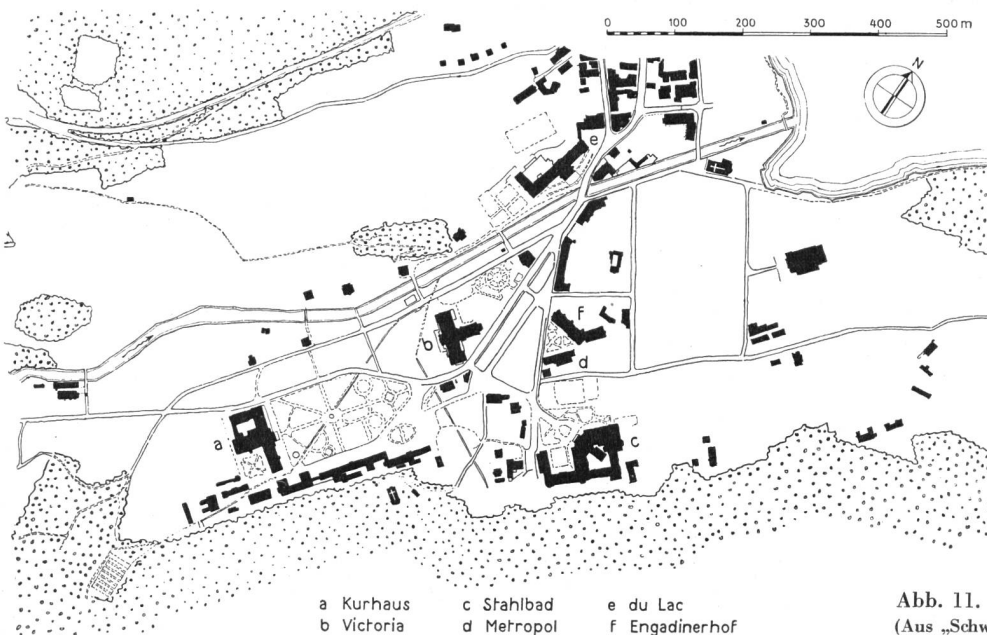 0 100 200 300 400 500 m
N
e
f
b
d
a
c
a Kurhaus c Stahlbad e du Lac
b Victoria d Metropol f Engadinerhof
Abb. 11.
(Aus „Schw